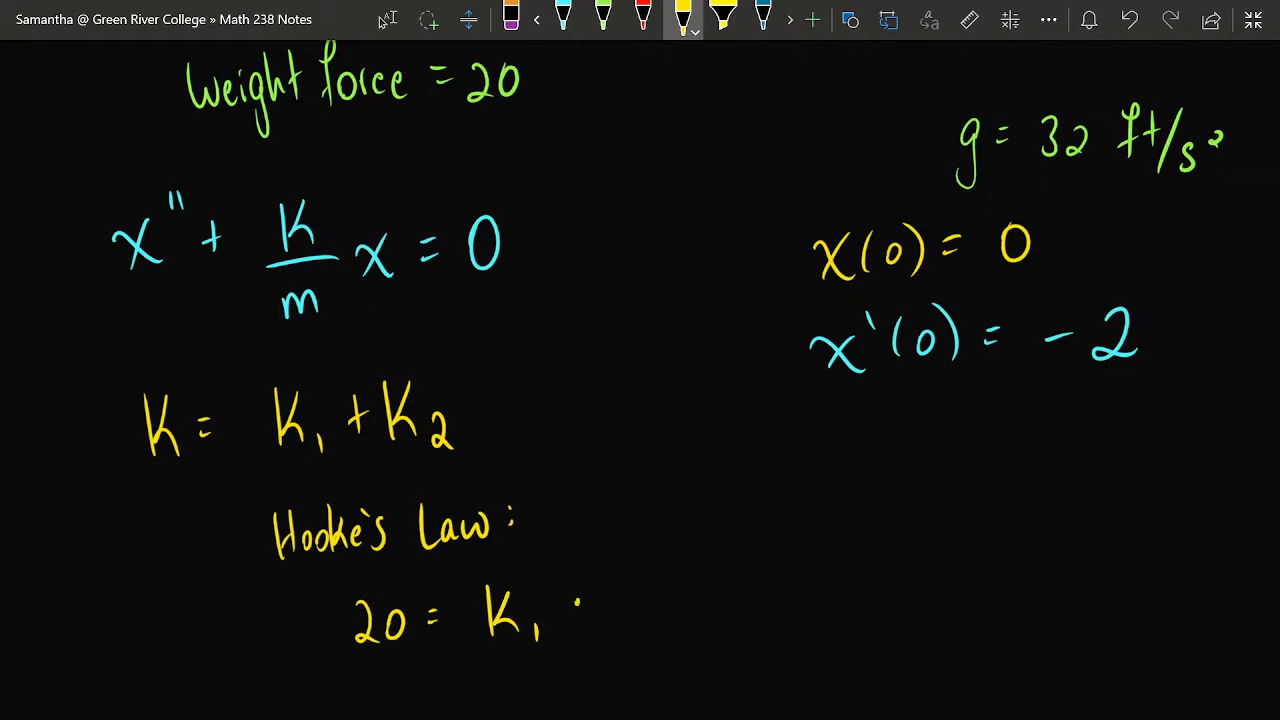 Samantha @ Green River College » Math 238 Notes
Weight force = 20
g = 32 ft/s²
x'' + K/m x = 0
x(0) = 0
x'(0) = - 2
K = K₁ + K₂
Hooke's Law:
20 = K₁ ·